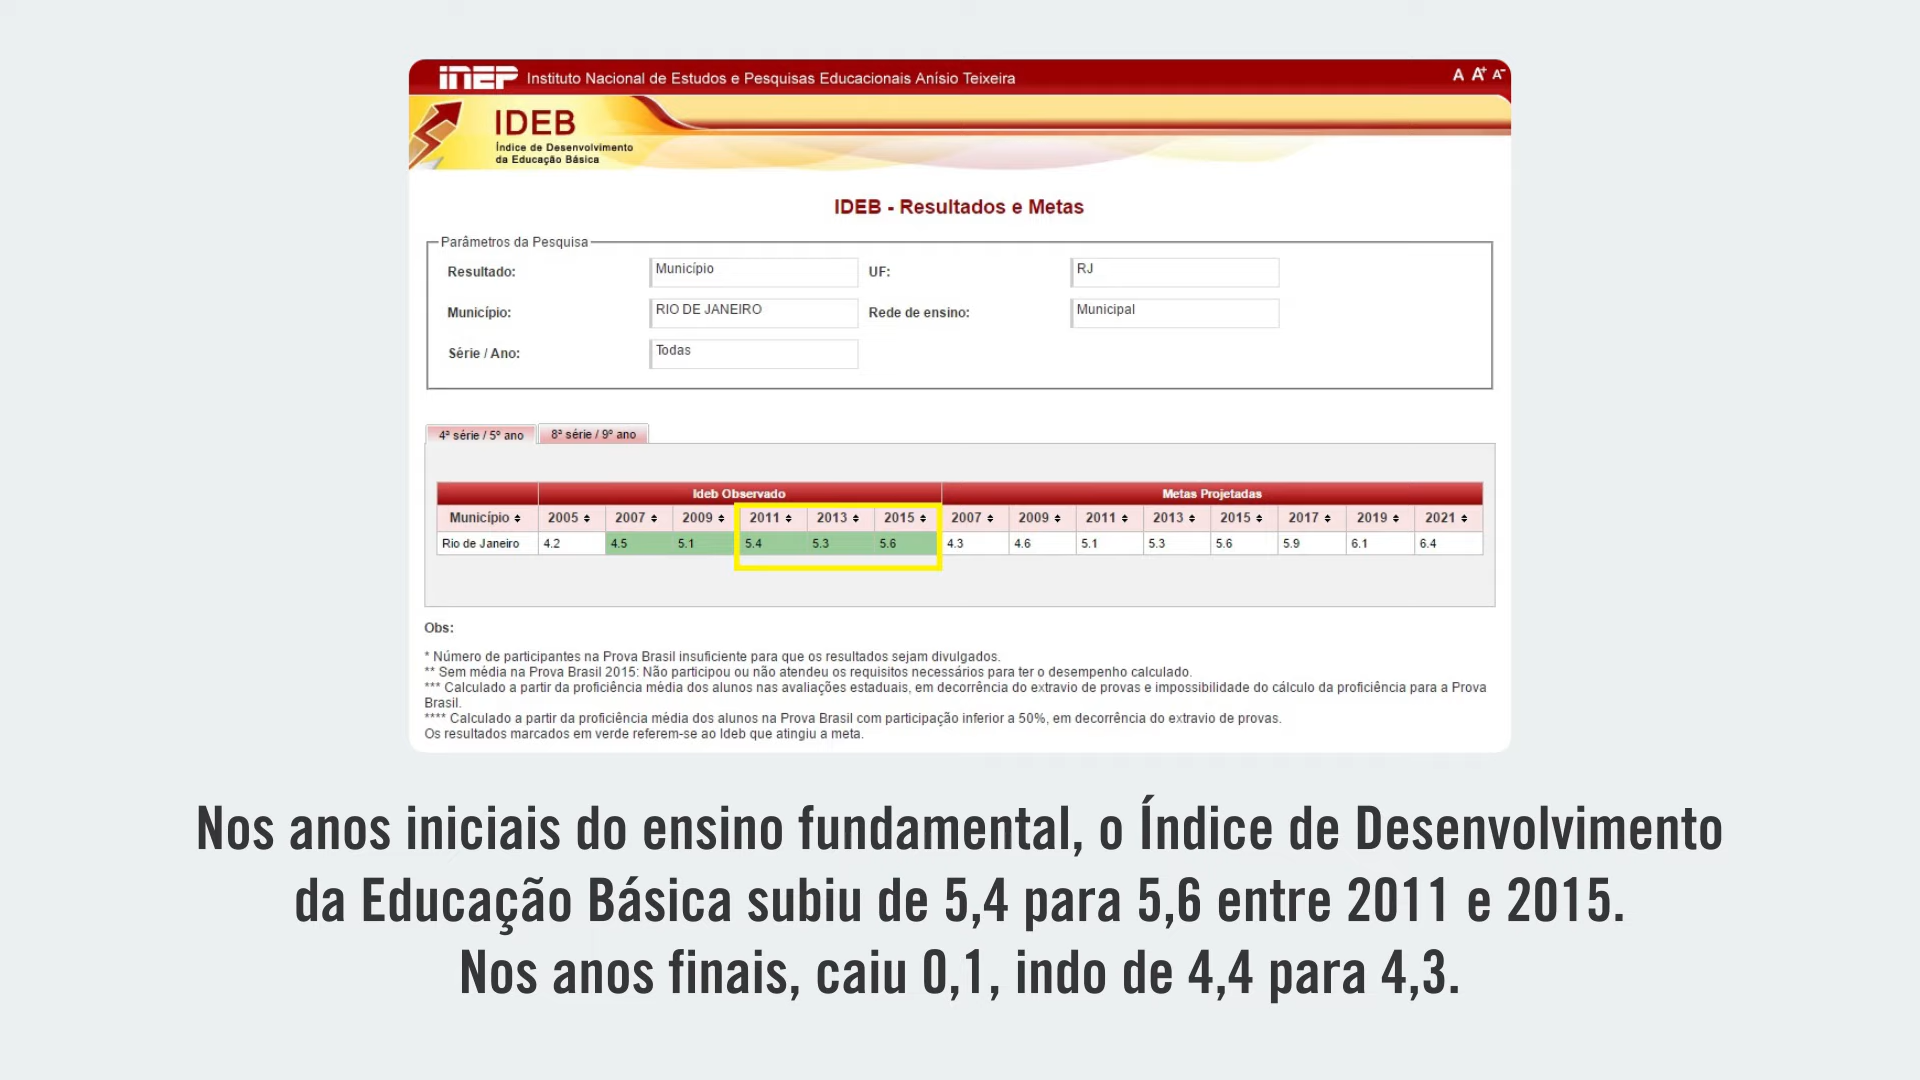 INEP Instituto Nacional de Estudos e Pesquisas Educacionais Anísio Teixeira A A+ A-
IDEB
Índice de Desenvolvimento
da Educação Básica
IDEB - Resultados e Metas
Parâmetros da Pesquisa
Resultado: Município UF: RJ
Município: RIO DE JANEIRO Rede de ensino: Municipal
Série / Ano: Todas
4ª série / 5º ano 8ª série / 9º ano
Ideb Observado Metas Projetadas
Município 2005 2007 2009 2011 2013 2015 2007 2009 2011 2013 2015 2017 2019 2021
Rio de Janeiro 4.2 4.5 5.1 5.4 5.3 5.6 4.3 4.6 5.1 5.3 5.6 5.9 6.1 6.4
Obs:
* Número de participantes na Prova Brasil insuficiente para que os resultados sejam divulgados.
** Sem média na Prova Brasil 2015: Não participou ou não atendeu os requisitos necessários para ter o desempenho calculado.
*** Calculado a partir da proficiência média dos alunos nas avaliações estaduais, em decorrência do extravio de provas e impossibilidade do cálculo da proficiência para a Prova
Brasil.
**** Calculado a partir da proficiência média dos alunos na Prova Brasil com participação inferior a 50%, em decorrência do extravio de provas.
Os resultados marcados em verde referem-se ao Ideb que atingiu a meta.
Nos anos iniciais do ensino fundamental, o Índice de Desenvolvimento
da Educação Básica subiu de 5,4 para 5,6 entre 2011 e 2015.
Nos anos finais, caiu 0,1, indo de 4,4 para 4,3.